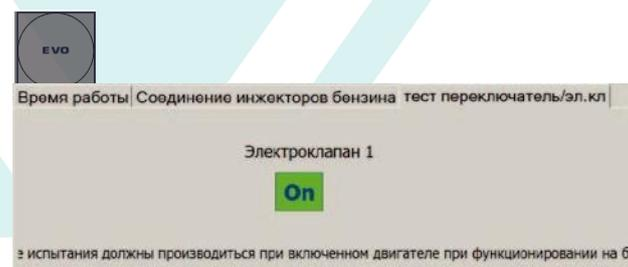 EVO
Время работы Соединение инжекторов бензина тест переключатель/эл.кл
Электроклапан 1
On
испытания должны производиться при включенном двигателе при функционировании на